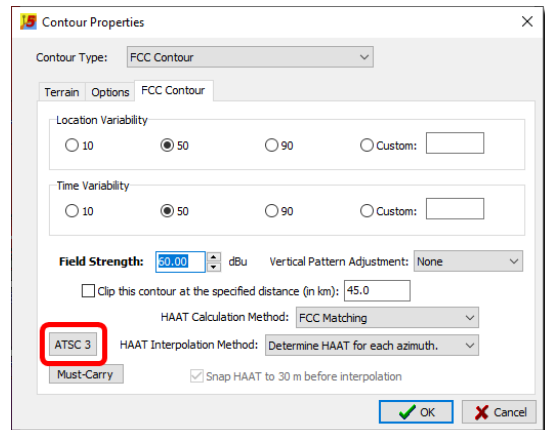 Contour Properties
Contour Type: FCC Contour
Terrain Options FCC Contour
Location Variability
10 50 90 Custom:
Time Variability
10 50 90 Custom:
Field Strength: 60.00 dBu Vertical Pattern Adjustment: None
Clip this contour at the specified distance (in km): 45.0
HAAT Calculation Method: FCC Matching
ATSC 3 HAAT Interpolation Method: Determine HAAT for each azimuth.
Must-Carry Snap HAAT to 30 m before interpolation
OK Cancel